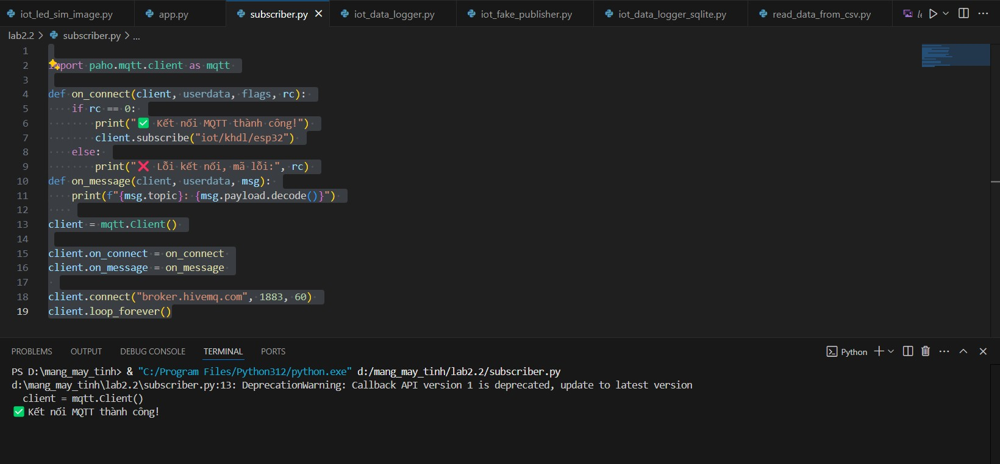 iot_led_sim_image.py app.py subscriber.py iot_data_logger.py iot_fake_publisher.py iot_data_logger_sqlite.py read_data_from_csv.py
lab2.2 > subscriber.py > ...
1
2 import paho.mqtt.client as mqtt
3
4 def on_connect(client, userdata, flags, rc):
5     if rc == 0:
6         print("✅ Kết nối MQTT thành công!")
7         client.subscribe("iot/khdl/esp32")
8     else:
9         print("❌ Lỗi kết nối, mã lỗi:", rc)
10 def on_message(client, userdata, msg):
11     print(f"{msg.topic}: {msg.payload.decode()}")
12
13 client = mqtt.Client()
14
15 client.on_connect = on_connect
16 client.on_message = on_message
17
18 client.connect("broker.hivemq.com", 1883, 60)
19 client.loop_forever()
PROBLEMS OUTPUT DEBUG CONSOLE TERMINAL PORTS Python
PS D:\mang_may_tinh> & "C:/Program Files/Python312/python.exe" d:/mang_may_tinh/lab2.2/subscriber.py
d:\mang_may_tinh\lab2.2\subscriber.py:13: DeprecationWarning: Callback API version 1 is deprecated, update to latest version
  client = mqtt.Client()
✅ Kết nối MQTT thành công!